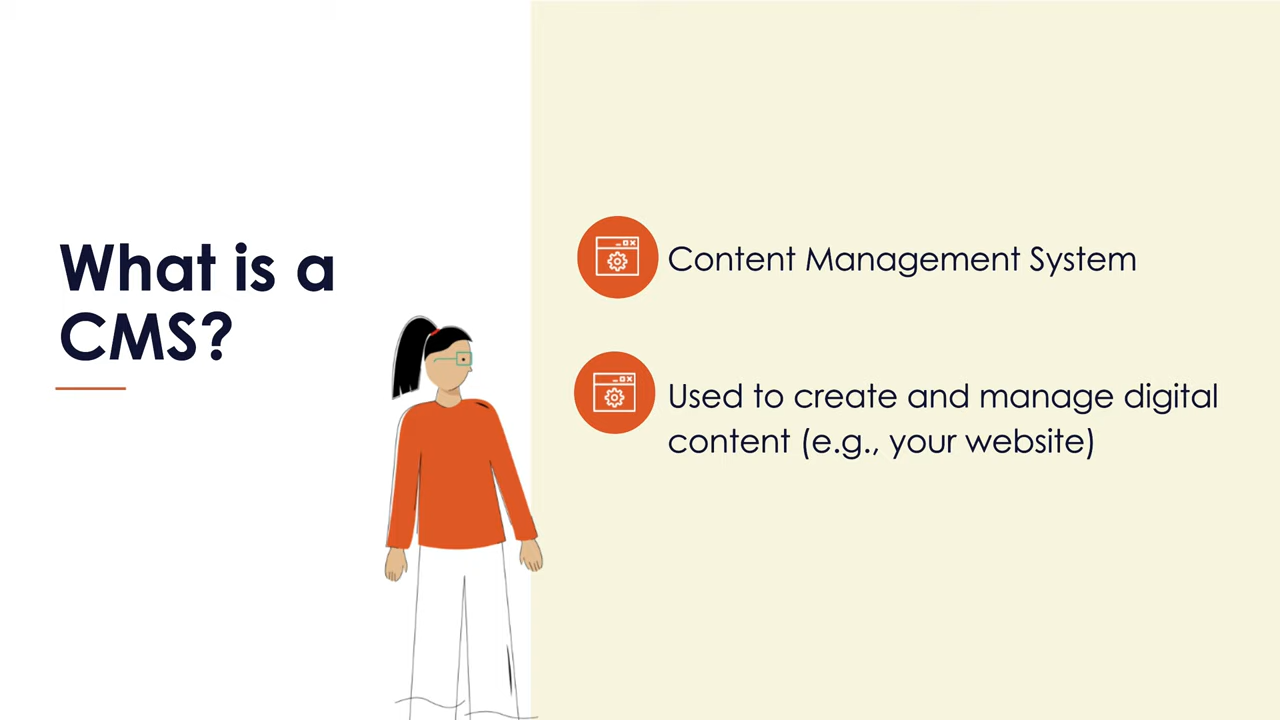 What is a
CMS?
Content Management System
Used to create and manage digital
content (e.g., your website)